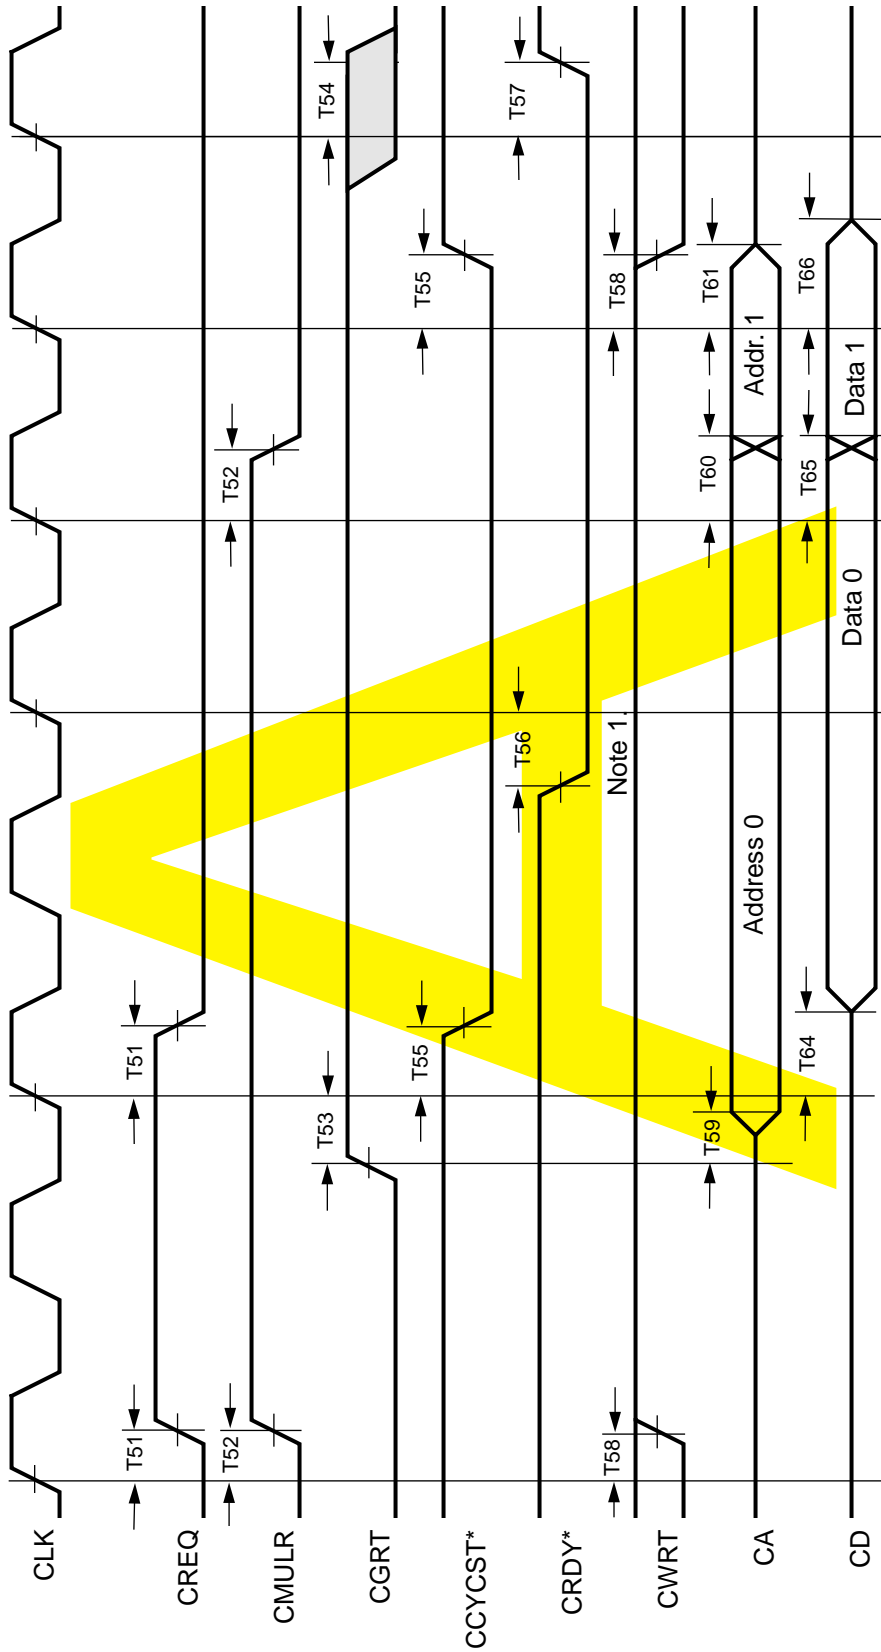 CLK
CREQ
T51
T51
CMULR
T52
T52
CGRT
T53
T54
CCYCST*
T55
T55
CRDY*
T56
T57
Note 1.
CWRT
T58
T58
CA
T59
Address 0
T60
Addr. 1
T61
CD
T64
Data 0
T65
Data 1
T66